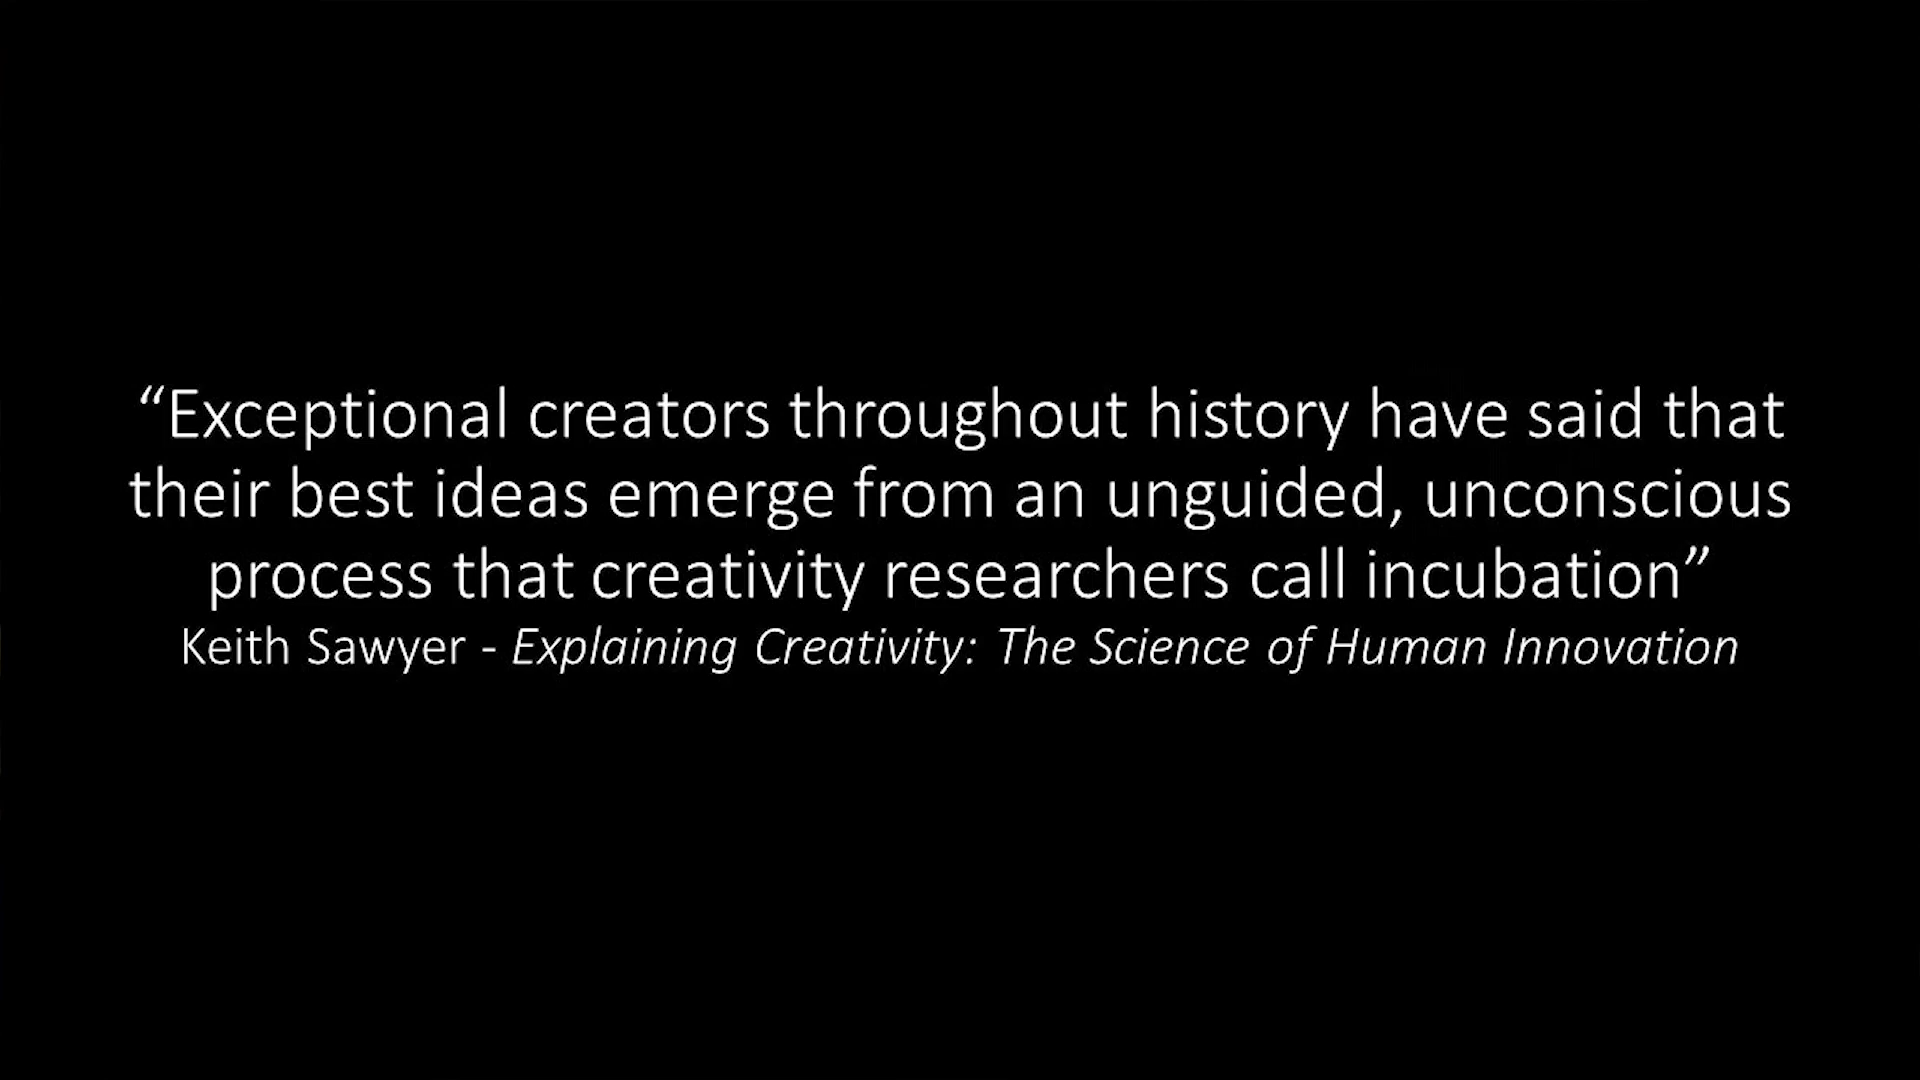 “Exceptional creators throughout history have said that
their best ideas emerge from an unguided, unconscious
process that creativity researchers call incubation”
Keith Sawyer - Explaining Creativity: The Science of Human Innovation